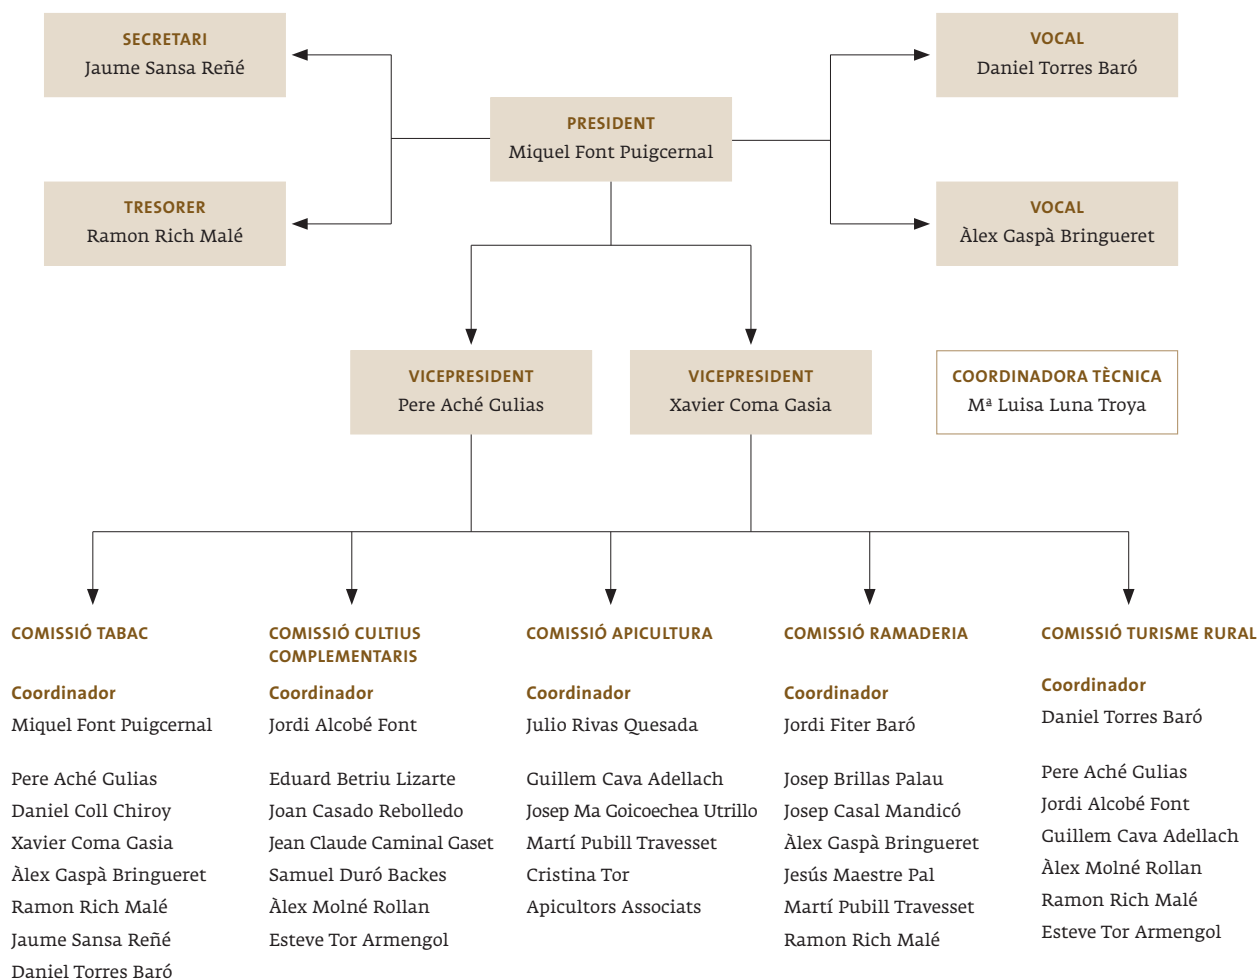 SECRETARI
Jaume Sansa Reñé
VOCAL
Daniel Torres Baró
PRESIDENT
Miquel Font Puigcernal
TRESORER
Ramon Rich Malé
VOCAL
Àlex Gaspà Bringueret
VICEPRESIDENT
Pere Aché Gulias
VICEPRESIDENT
Xavier Coma Gasia
COORDINADORA TÈCNICA
Mª Luisa Luna Troya
COMISSIÓ TABAC
Coordinador
Miquel Font Puigcernal
Pere Aché Gulias
Daniel Coll Chiroy
Xavier Coma Gasia
Àlex Gaspà Bringueret
Ramon Rich Malé
Jaume Sansa Reñé
Daniel Torres Baró
COMISSIÓ CULTIUS
COMPLEMENTARIS
Coordinador
Jordi Alcobé Font
Eduard Betriu Lizarte
Joan Casado Rebolledo
Jean Claude Caminal Gaset
Samuel Duró Backes
Àlex Molné Rollan
Esteve Tor Armengol
COMISSIÓ APICULTURA
Coordinador
Julio Rivas Quesada
Guillem Cava Adellach
Josep Ma Goicoechea Utrillo
Martí Pubill Travesset
Cristina Tor
Apicultors Associats
COMISSIÓ RAMADERIA
Coordinador
Jordi Fiter Baró
Josep Brillas Palau
Josep Casal Mandicó
Àlex Gaspà Bringueret
Jesús Maestre Pal
Martí Pubill Travesset
Ramon Rich Malé
COMISSIÓ TURISME RURAL
Coordinador
Daniel Torres Baró
Pere Aché Gulias
Jordi Alcobé Font
Guillem Cava Adellach
Àlex Molné Rollan
Ramon Rich Malé
Esteve Tor Armengol